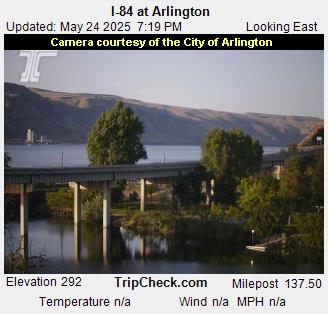 I-84 at Arlington
Updated: May 24 2025 7:19 PM Looking East
Camera courtesy of the City of Arlington
Elevation 292 TripCheck.com Milepost 137.50
Temperature n/a Wind n/a MPH n/a